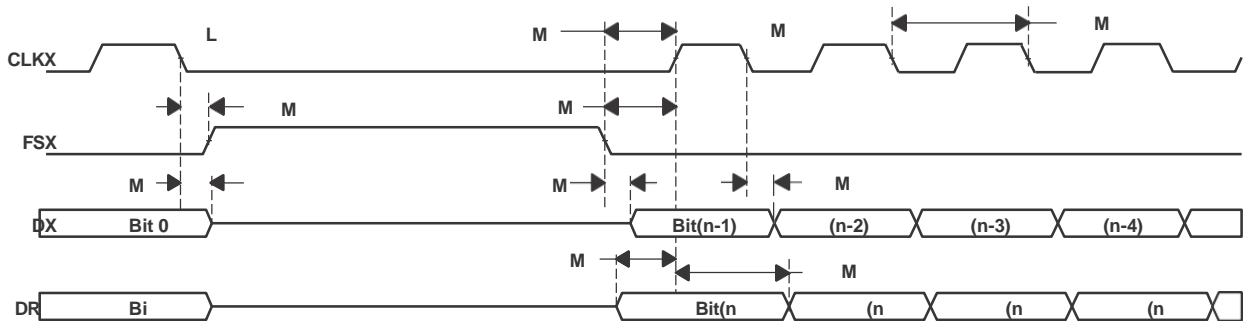 L M M M
CLKX
M M
FSX
M M M
DX Bit 0 Bit(n-1) (n-2) (n-3) (n-4)
M M
DR Bi Bit(n (n (n (n